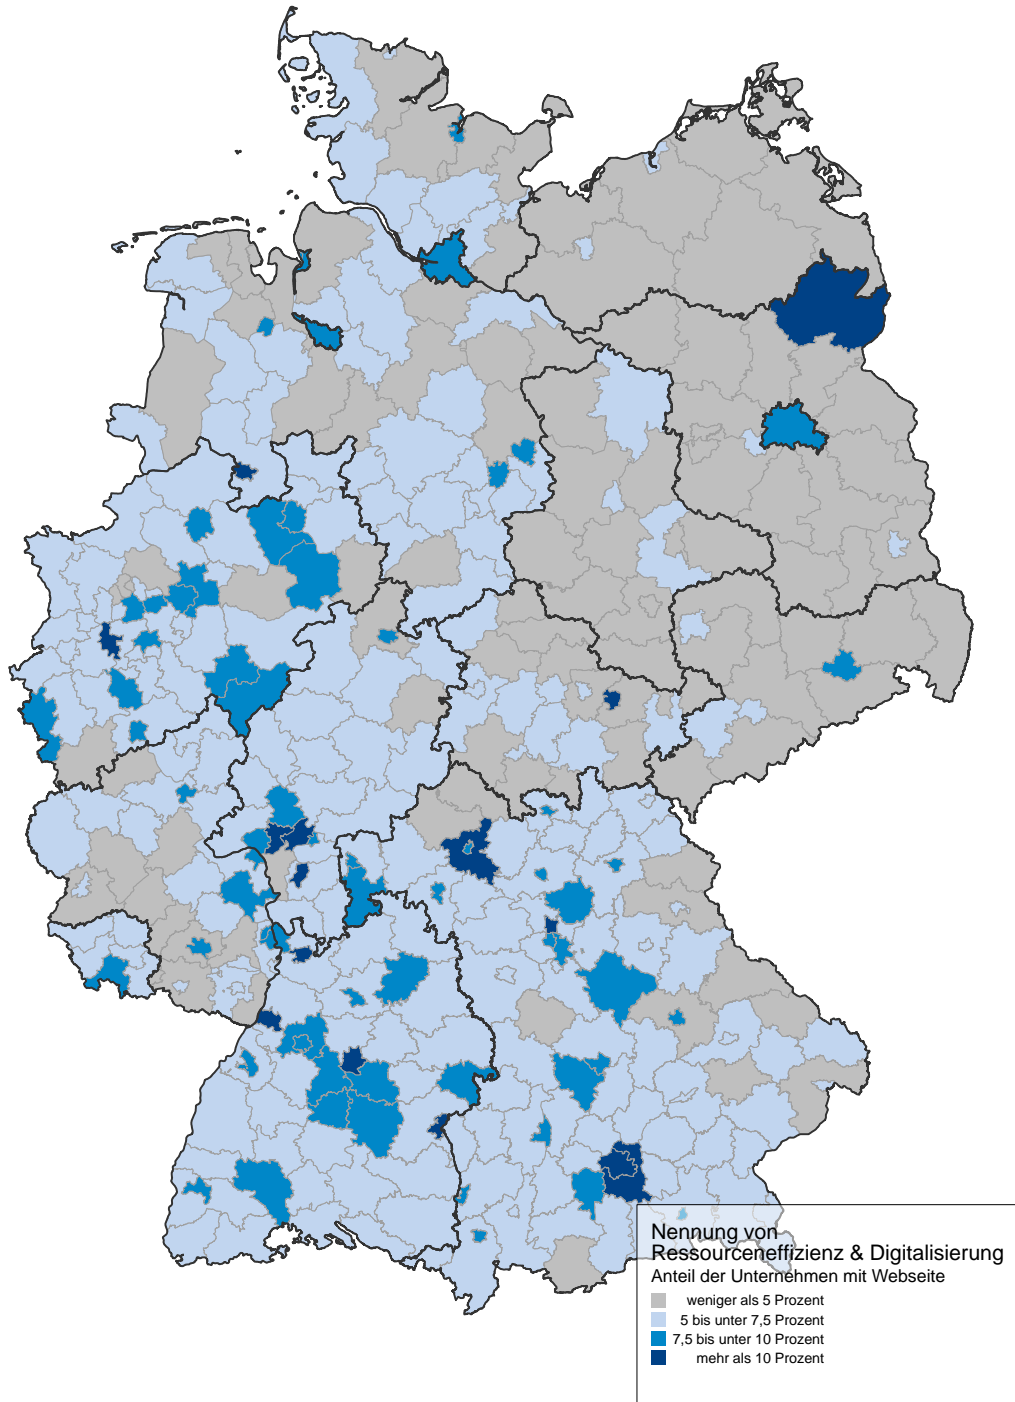 Nennung von
Ressourceneffizienz & Digitalisierung
Anteil der Unternehmen mit Webseite
weniger als 5 Prozent
5 bis unter 7,5 Prozent
7,5 bis unter 10 Prozent
mehr als 10 Prozent